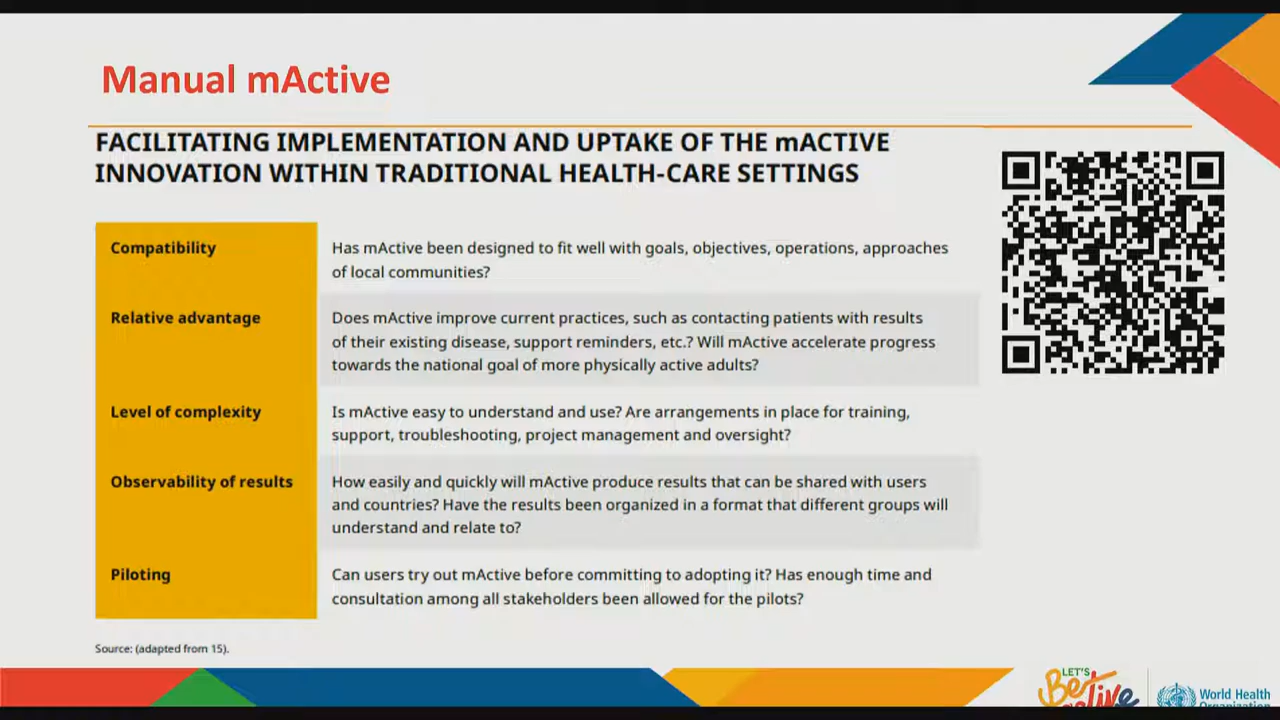 Manual mActive
FACILITATING IMPLEMENTATION AND UPTAKE OF THE mACTIVE
INNOVATION WITHIN TRADITIONAL HEALTH-CARE SETTINGS
Compatibility
Has mActive been designed to fit well with goals, objectives, operations, approaches
of local communities?
Relative advantage
Does mActive improve current practices, such as contacting patients with results
of their existing disease, support reminders, etc.? Will mActive accelerate progress
towards the national goal of more physically active adults?
Level of complexity
Is mActive easy to understand and use? Are arrangements in place for training,
support, troubleshooting, project management and oversight?
Observability of results
How easily and quickly will mActive produce results that can be shared with users
and countries? Have the results been organized in a format that different groups will
understand and relate to?
Piloting
Can users try out mActive before committing to adopting it? Has enough time and
consultation among all stakeholders been allowed for the pilots?
Source: (adapted from 15).
LET'S
Be active
World Health
Organization